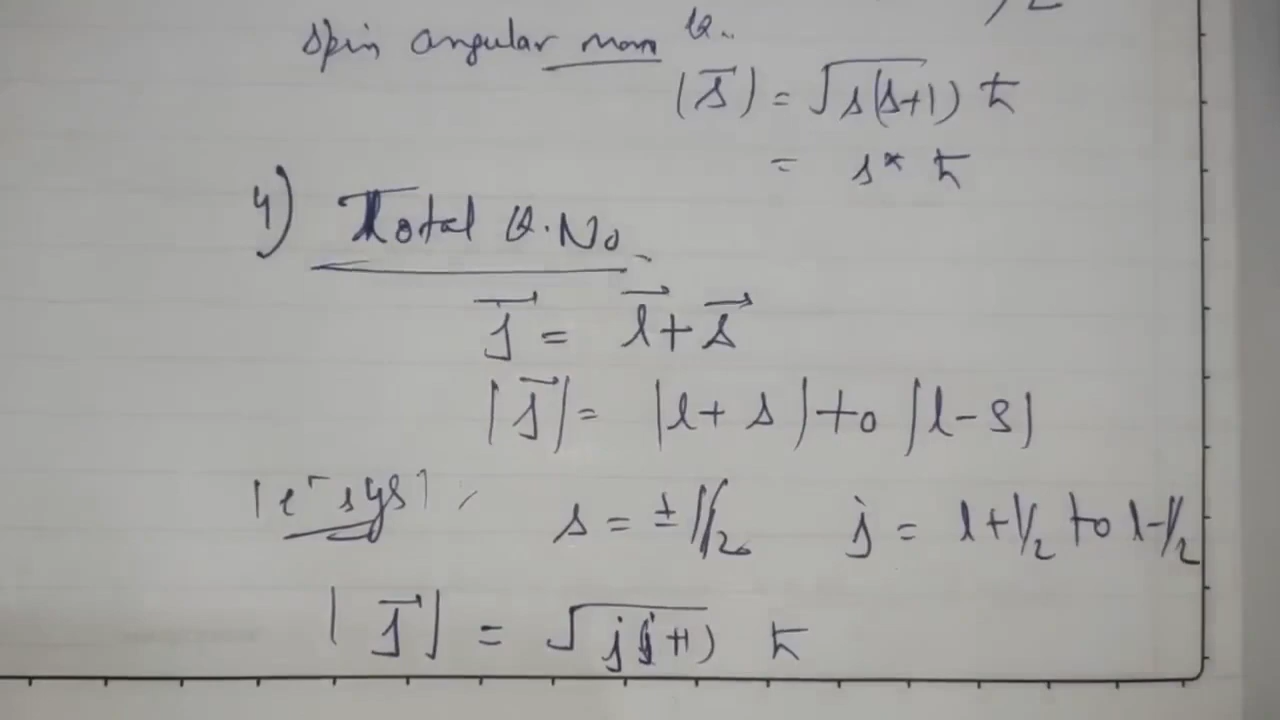 Spin angular mom Q..
|s⃗| = √s(s+1) ħ
= s* ħ
4) Total Q.No.
j⃗ = l⃗ + s⃗
|j⃗| = |l+s| to |l-s|
1e⁻ sys], s = ±1/2 j = l+1/2 to l-1/2
|j⃗| = √j(j+1) ħ